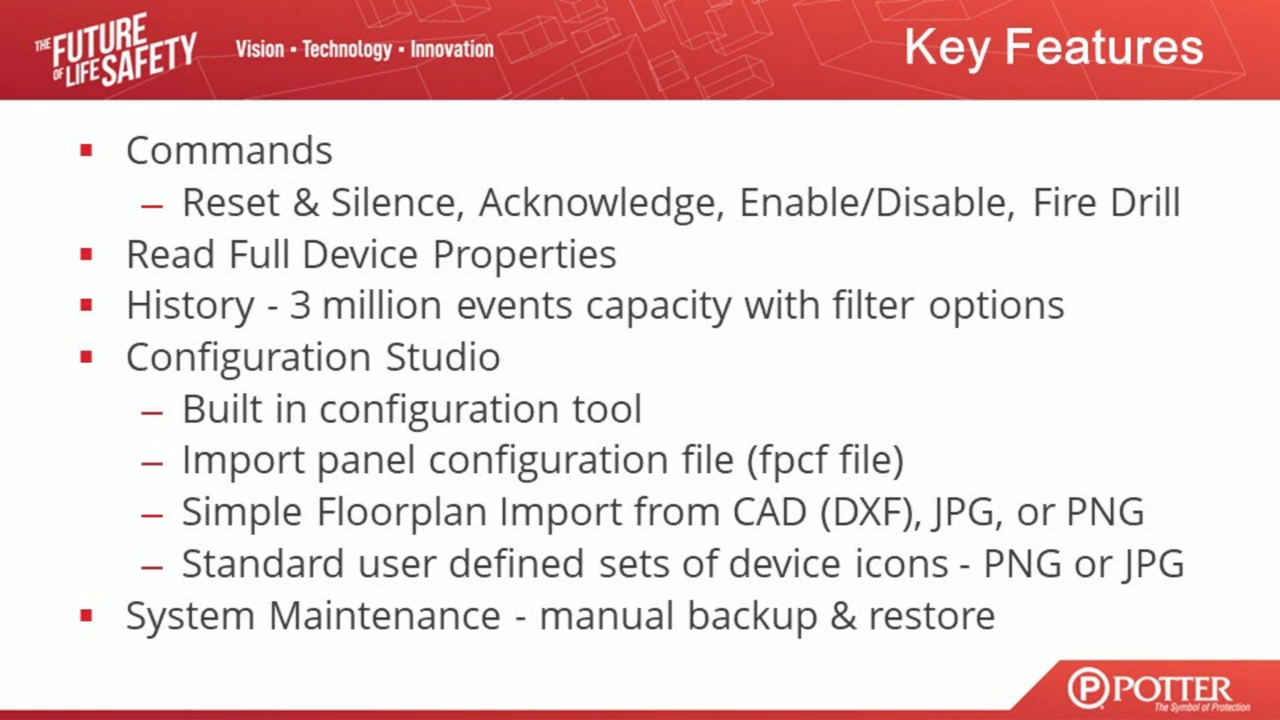 THE FUTURE
OF LIFE SAFETY
Vision ▪ Technology ▪ Innovation
Key Features
▪ Commands
– Reset & Silence, Acknowledge, Enable/Disable, Fire Drill
▪ Read Full Device Properties
▪ History - 3 million events capacity with filter options
▪ Configuration Studio
– Built in configuration tool
– Import panel configuration file (fpcf file)
– Simple Floorplan Import from CAD (DXF), JPG, or PNG
– Standard user defined sets of device icons - PNG or JPG
▪ System Maintenance - manual backup & restore
P POTTER
The Symbol of Protection